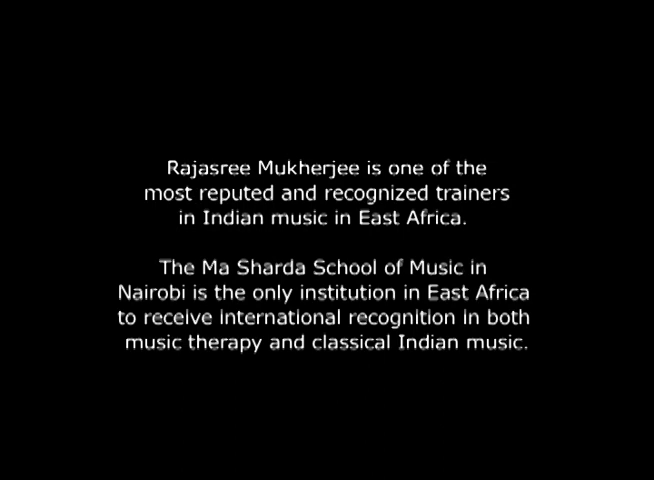 Rajasree Mukherjee is one of the
most reputed and recognized trainers
in Indian music in East Africa.
The Ma Sharda School of Music in
Nairobi is the only institution in East Africa
to receive international recognition in both
music therapy and classical Indian music.